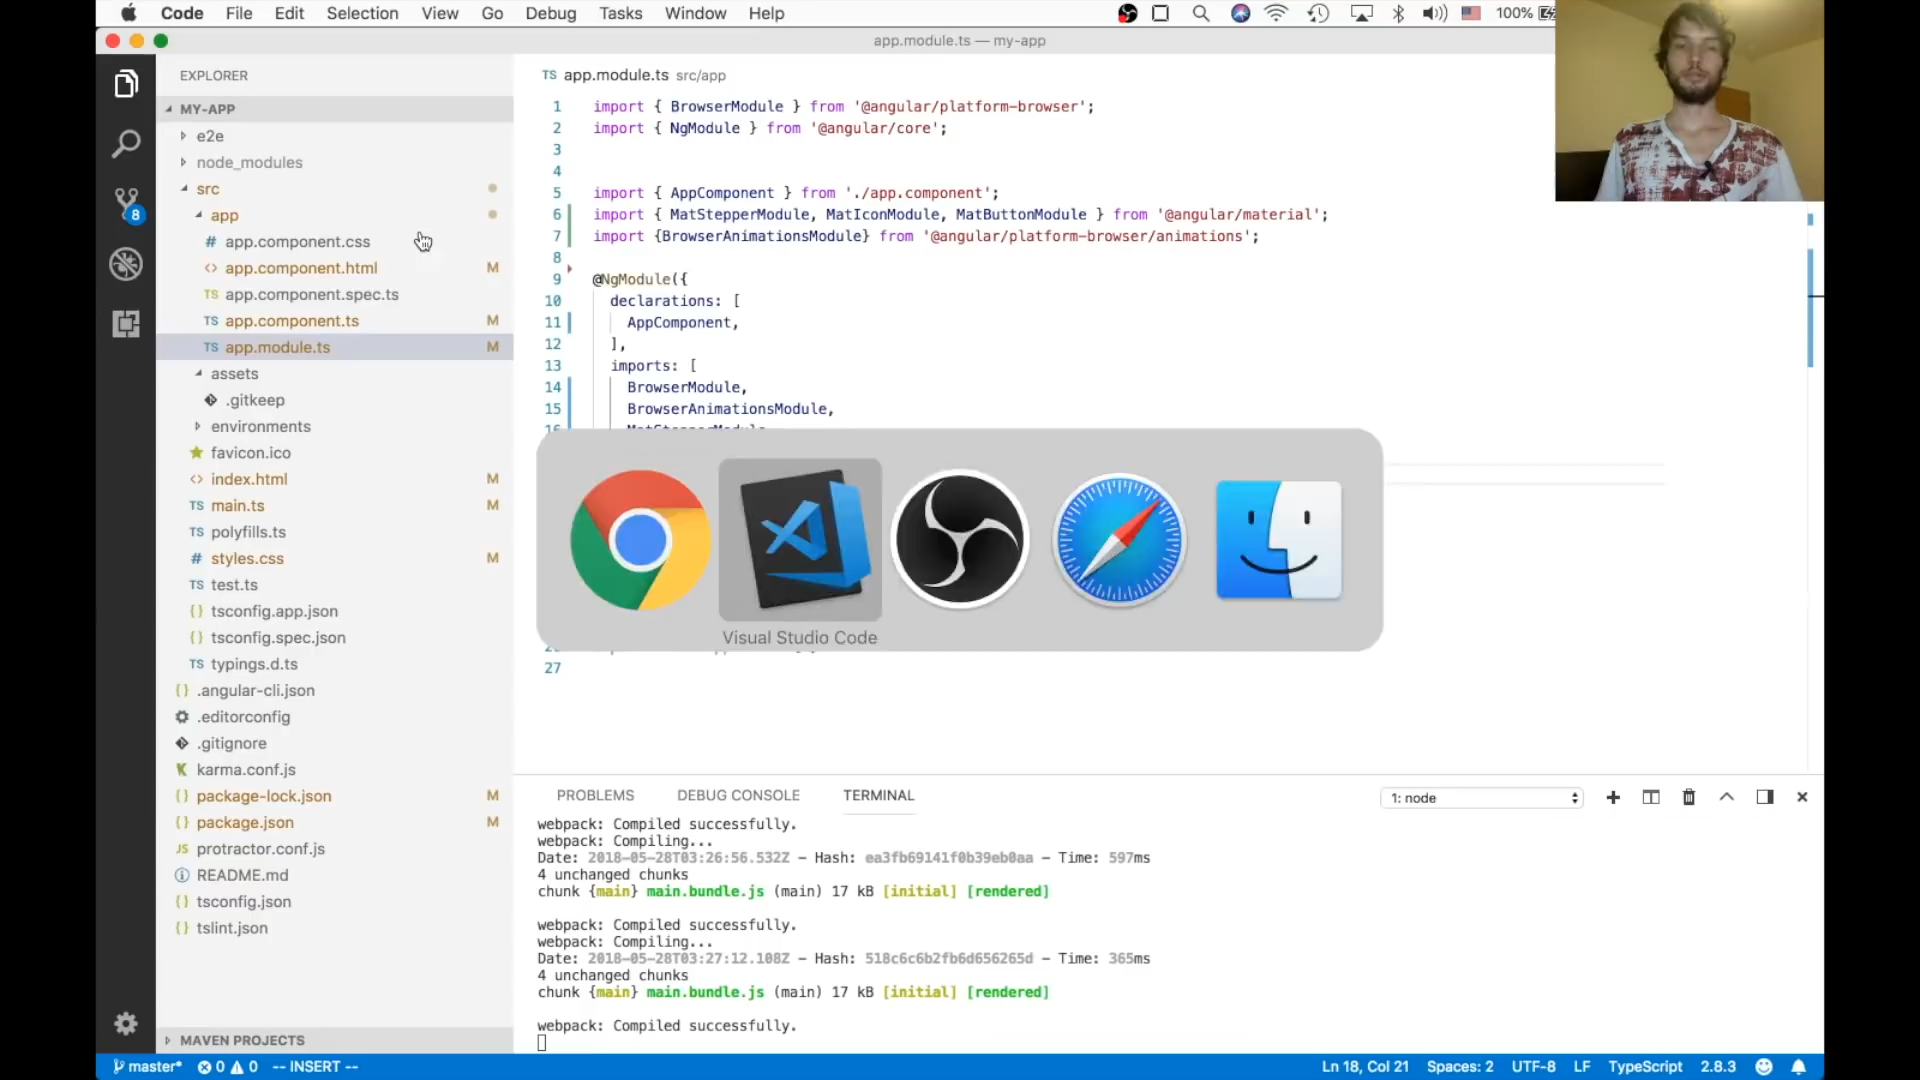 Code File Edit Selection View Go Debug Tasks Window Help 100%
app.module.ts — my-app
EXPLORER
MY-APP
e2e
node_modules
src
app
# app.component.css
<> app.component.html M
TS app.component.spec.ts
TS app.component.ts M
TS app.module.ts M
assets
.gitkeep
environments
favicon.ico
<> index.html M
TS main.ts M
TS polyfills.ts
# styles.css M
TS test.ts
{} tsconfig.app.json
{} tsconfig.spec.json
TS typings.d.ts
{} .angular-cli.json
.editorconfig
.gitignore
K karma.conf.js
{} package-lock.json M
{} package.json M
JS protractor.conf.js
README.md
{} tsconfig.json
{} tslint.json
MAVEN PROJECTS
8
TS app.module.ts src/app
1 import { BrowserModule } from '@angular/platform-browser';
2 import { NgModule } from '@angular/core';
3
4
5 import { AppComponent } from './app.component';
6 import { MatStepperModule, MatIconModule, MatButtonModule } from '@angular/material';
7 import {BrowserAnimationsModule} from '@angular/platform-browser/animations';
8
9 @NgModule({
10 declarations: [
11 AppComponent,
12 ],
13 imports: [
14 BrowserModule,
15 BrowserAnimationsModule,
16 MatStepperModule
27
Visual Studio Code
PROBLEMS DEBUG CONSOLE TERMINAL 1: node
webpack: Compiled successfully.
webpack: Compiling...
Date: 2018-05-28T03:26:56.532Z - Hash: ea3fb69141f0b39eb0aa - Time: 597ms
4 unchanged chunks
chunk {main} main.bundle.js (main) 17 kB [initial] [rendered]
webpack: Compiled successfully.
webpack: Compiling...
Date: 2018-05-28T03:27:12.108Z - Hash: 518c6c6b2fb6d656265d - Time: 365ms
4 unchanged chunks
chunk {main} main.bundle.js (main) 17 kB [initial] [rendered]
webpack: Compiled successfully.
master* 0 0 -- INSERT -- Ln 18, Col 21 Spaces: 2 UTF-8 LF TypeScript 2.8.3